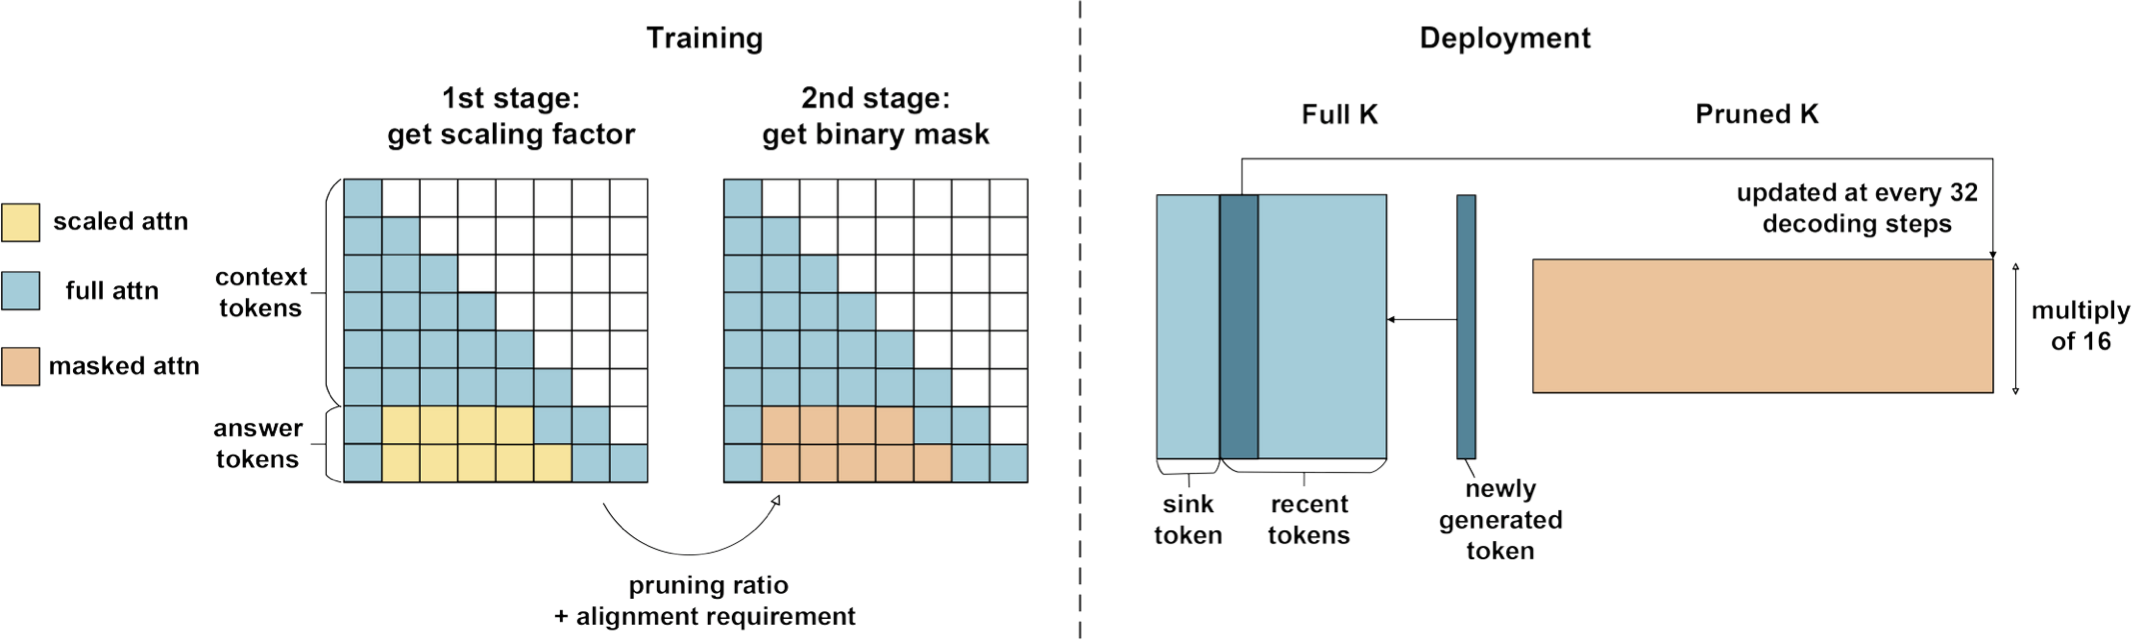 Training
1st stage:
get scaling factor
2nd stage:
get binary mask
scaled attn
full attn
masked attn
context
tokens
answer
tokens
pruning ratio
+ alignment requirement
Deployment
Full K
Pruned K
updated at every 32
decoding steps
multiply
of 16
sink
token
recent
tokens
newly
generated
token